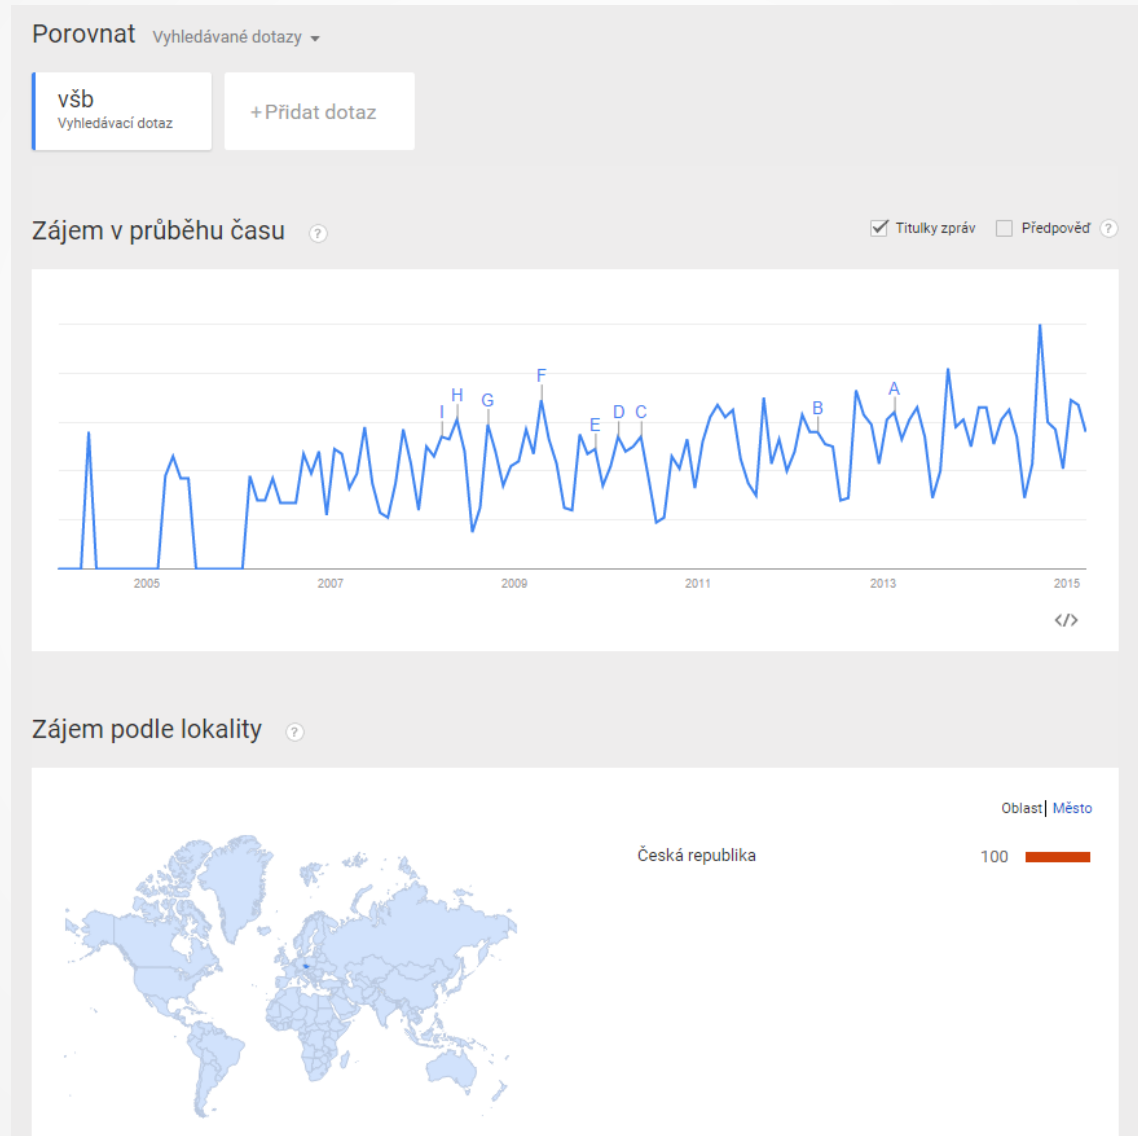 Porovnat Vyhledávané dotazy
všb
Vyhledávací dotaz
+Přidat dotaz
Zájem v průběhu času ?
Titulky zpráv Předpověď ?
I H G F E D C B A
2005 2007 2009 2011 2013 2015
</>
Zájem podle lokality ?
Oblast| Město
Česká republika 100